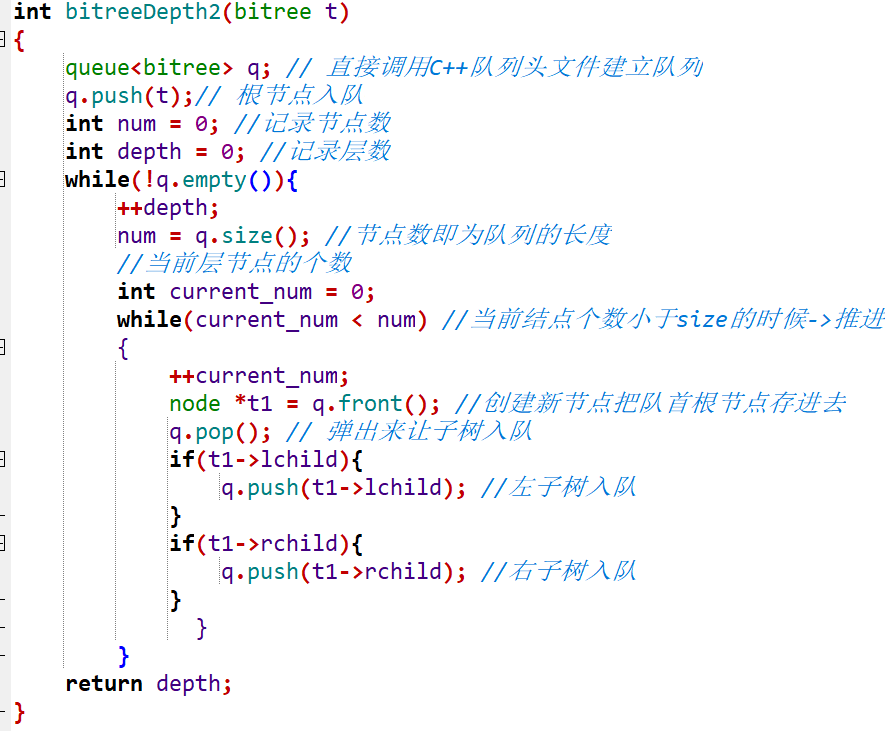 int bitreeDepth2(bitree t)
{
queue<bitree> q; // 直接调用C++队列头文件建立队列
q.push(t);// 根节点入队
int num = 0; //记录节点数
int depth = 0; //记录层数
while(!q.empty()){
++depth;
num = q.size(); //节点数即为队列的长度
//当前层节点的个数
int current_num = 0;
while(current_num < num) //当前结点个数小于size的时候->推进
{
++current_num;
node *t1 = q.front(); //创建新节点把队首根节点存进去
q.pop(); // 弹出来让子树入队
if(t1->lchild){
q.push(t1->lchild); //左子树入队
}
if(t1->rchild){
q.push(t1->rchild); //右子树入队
}
}
}
return depth;
}